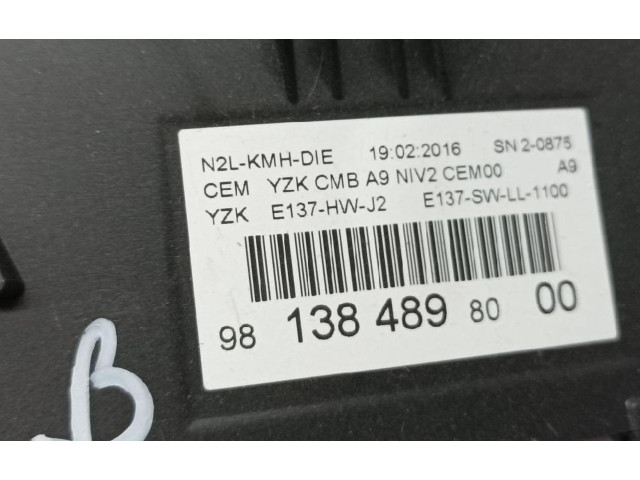 N2L-KMH-DIE 19:02:2016 SN 2-0875
CEM YZK CMB A9 NIV2 CEM00 A9
YZK E137-HW-J2 E137-SW-LL-1100
98 138 489 80 00
B